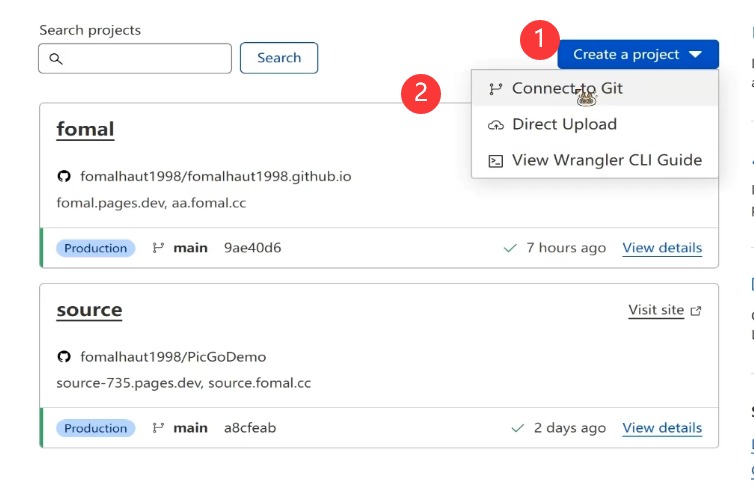 Search projects
Search
1
Create a project
2
Connect to Git
Direct Upload
View Wrangler CLI Guide
fomal
fomalhaut1998/fomalhaut1998.github.io
fomal.pages.dev, aa.fomal.cc
Production main 9ae40d6 7 hours ago View details
source Visit site
fomalhaut1998/PicGoDemo
source-735.pages.dev, source.fomal.cc
Production main a8cfeab 2 days ago View details